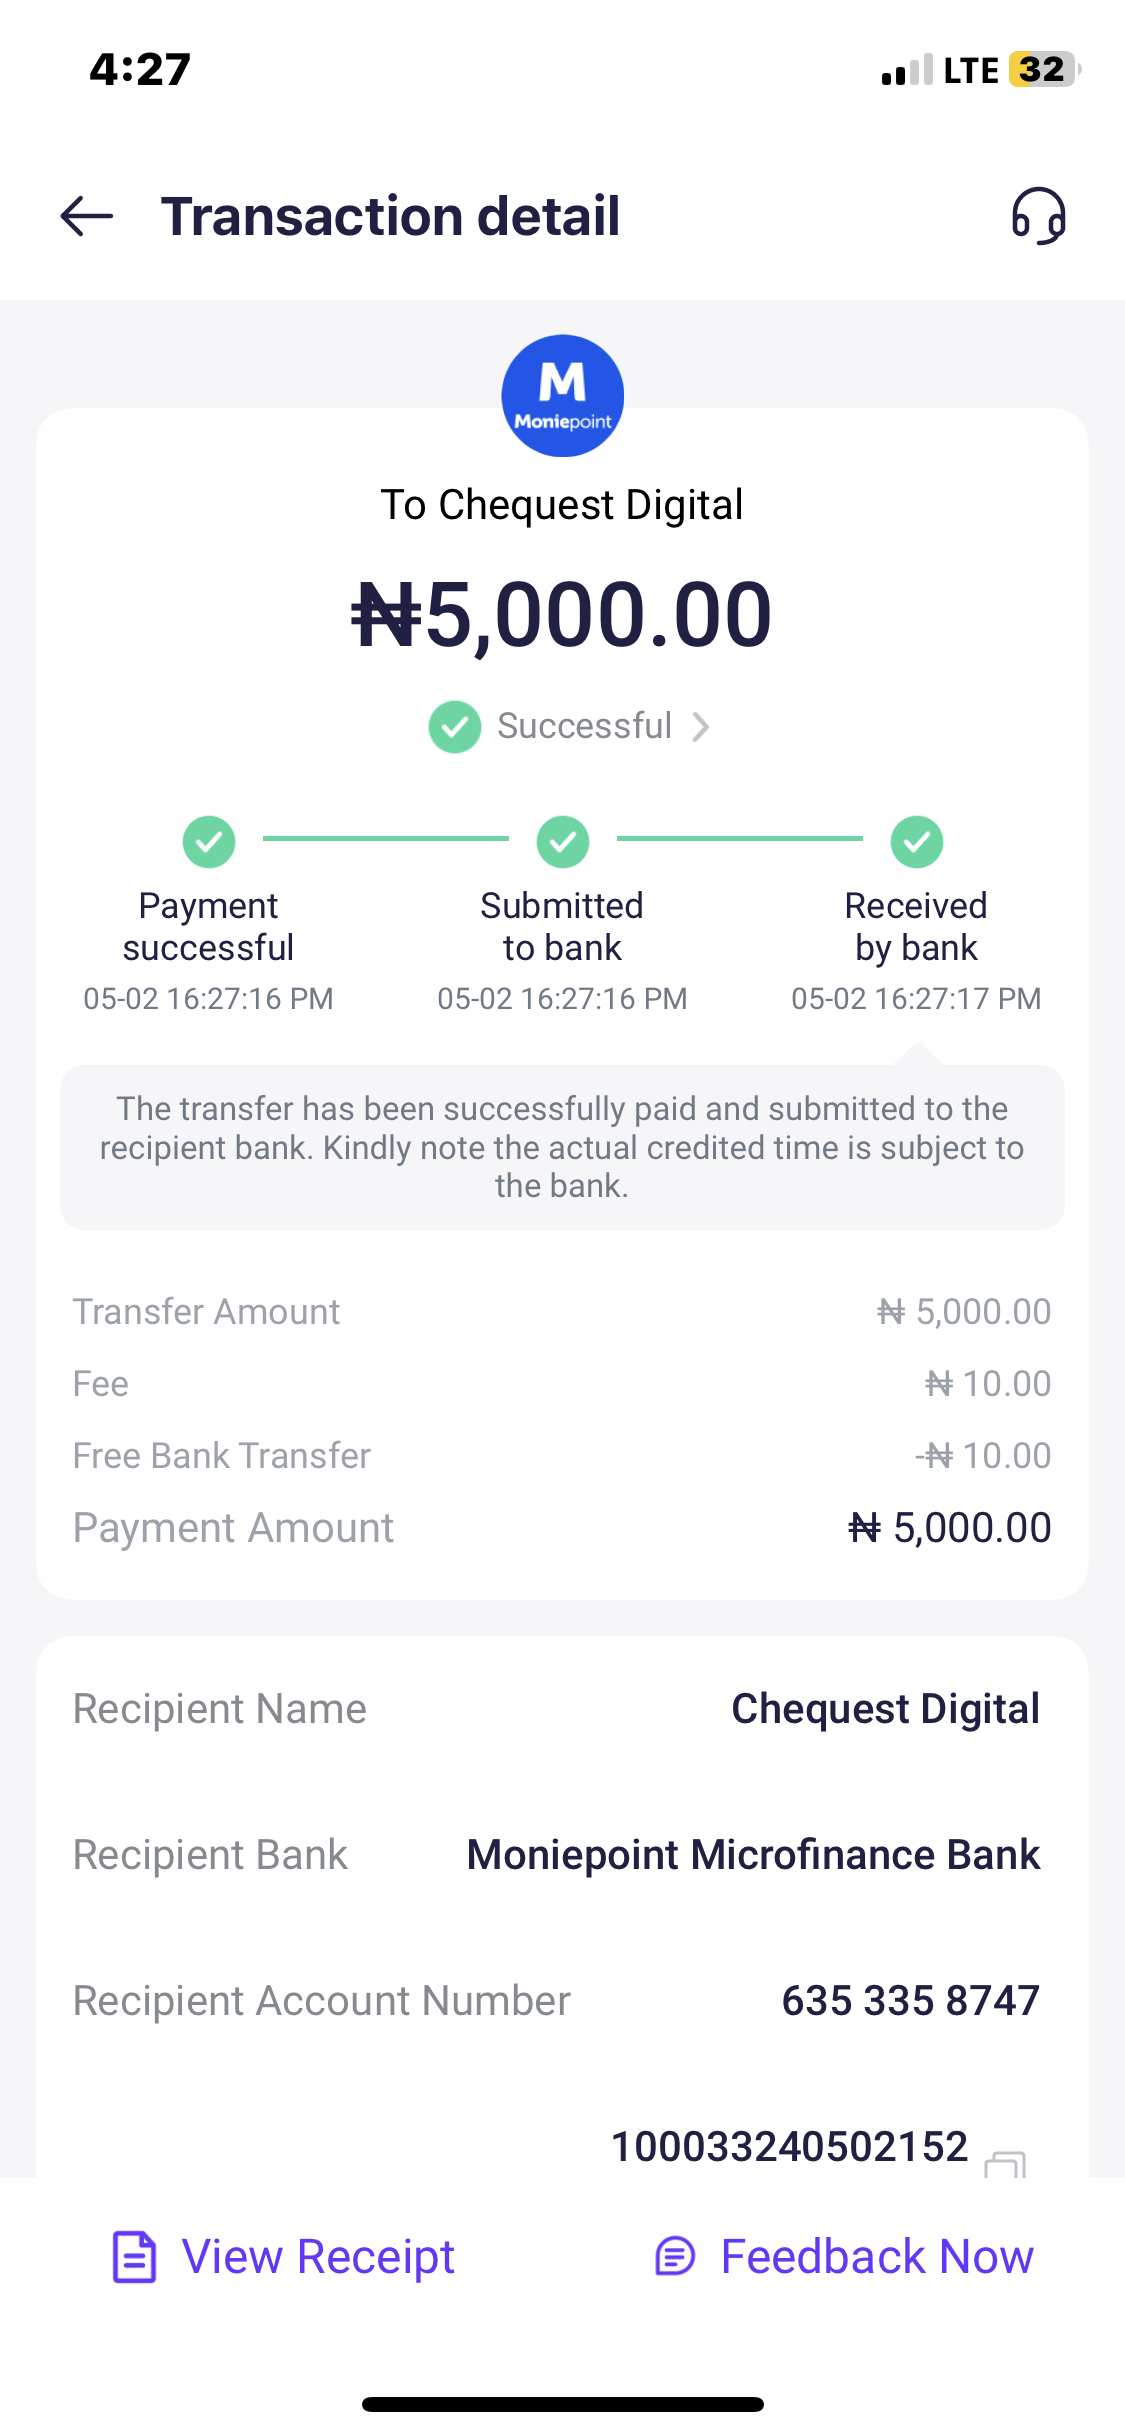 4:27
LTE 32
Transaction detail
M
Moniepoint
To Chequest Digital
₦5,000.00
Successful
Payment successful
05-02 16:27:16 PM
Submitted to bank
05-02 16:27:16 PM
Received by bank
05-02 16:27:17 PM
The transfer has been successfully paid and submitted to the
recipient bank. Kindly note the actual credited time is subject to
the bank.
Transfer Amount ₦ 5,000.00
Fee ₦ 10.00
Free Bank Transfer -₦ 10.00
Payment Amount ₦ 5,000.00
Recipient Name Chequest Digital
Recipient Bank Moniepoint Microfinance Bank
Recipient Account Number 635 335 8747
100033240502152
View Receipt
Feedback Now